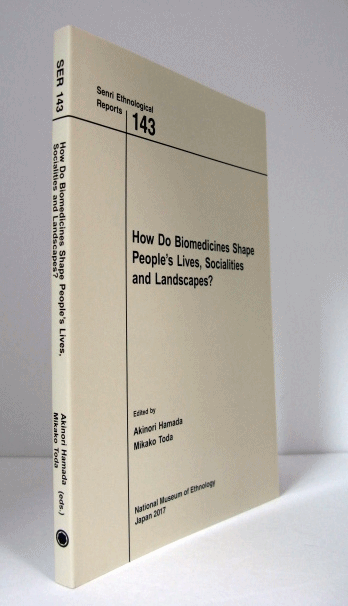 SER 143
How Do Biomedicines Shape People's Lives,
Socialities and Landscapes?
Akinori Hamada
Mikako Toda (eds.)
Senri Ethnological
Reports 143
How Do Biomedicines Shape
People's Lives, Socialities
and Landscapes?
Edited by
Akinori Hamada
Mikako Toda
National Museum of Ethnology
Japan 2017